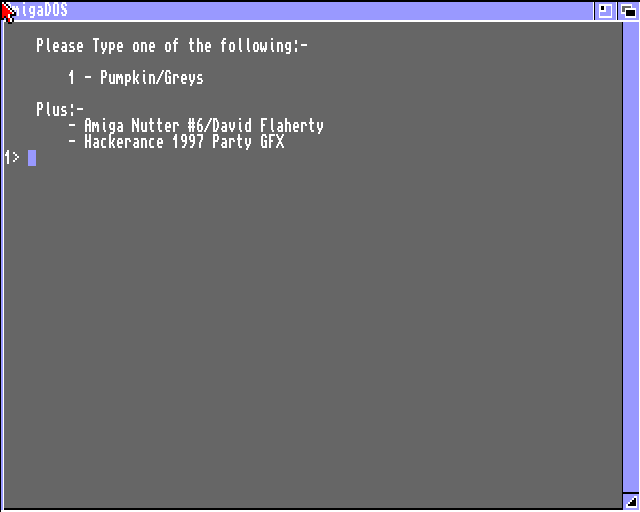 AmigaDOS
Please Type one of the following:-
1 - Pumpkin/Greys
Plus:-
- Amiga Nutter #6/David Flaherty
- Hackerance 1997 Party GFX
1>